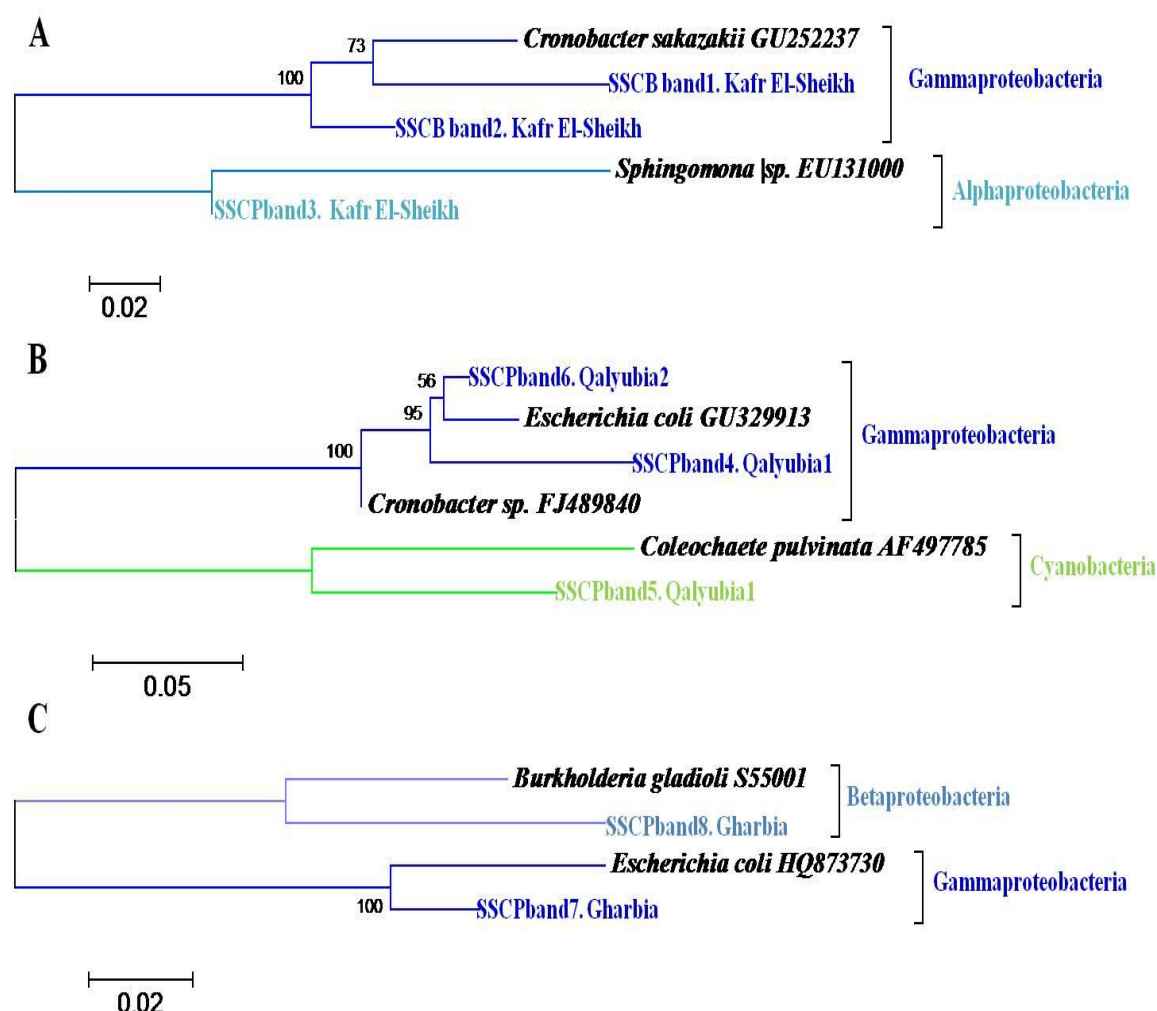 A
Cronobacter sakazakii GU252237
73
100
SSCB band1. Kafr El-Sheikh
Gammaproteobacteria
SSCB band2. Kafr El-Sheikh
Sphingomona |sp. EU131000
SSCPband3. Kafr El-Sheikh
Alphaproteobacteria
0.02
B
SSCPband6. Qalyubia2
56
Escherichia coli GU329913
95
Gammaproteobacteria
100
SSCPband4. Qalyubia1
Cronobacter sp. FJ489840
Coleochaete pulvinata AF497785
Cyanobacteria
SSCPband5. Qalyubia1
0.05
C
Burkholderia gladioli S55001
Betaproteobacteria
SSCPband8. Gharbia
Escherichia coli HQ873730
Gammaproteobacteria
100
SSCPband7. Gharbia
0.02